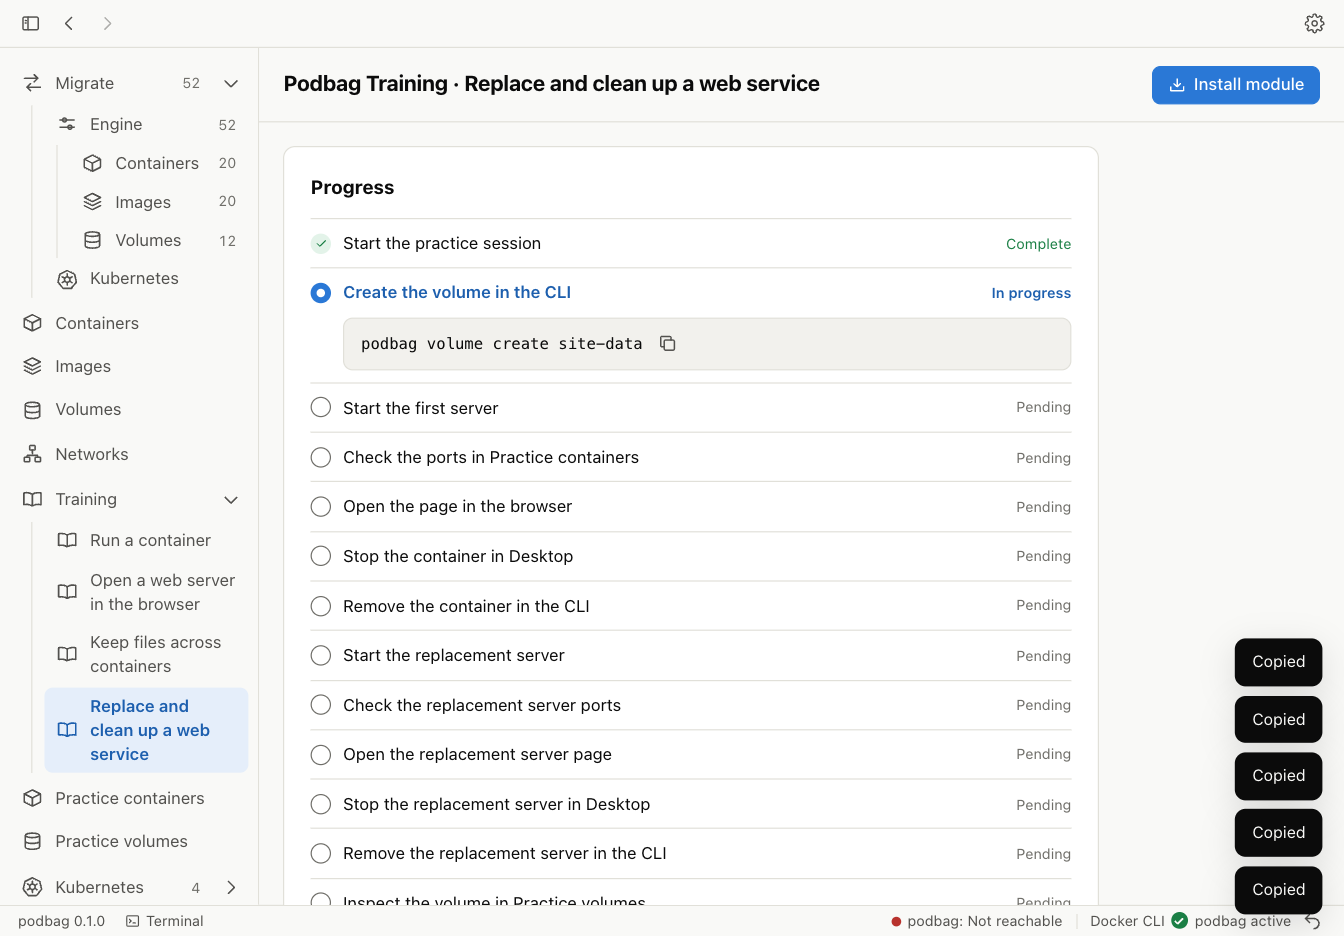 Migrate 52
Engine 52
Containers 20
Images 20
Volumes 12
Kubernetes
Containers
Images
Volumes
Networks
Training
Run a container
Open a web server
in the browser
Keep files across
containers
Replace and
clean up a web
service
Practice containers
Practice volumes
Kubernetes 4
Podbag Training · Replace and clean up a web service
Install module
Progress
Start the practice session Complete
Create the volume in the CLI In progress
podbag volume create site-data
Start the first server Pending
Check the ports in Practice containers Pending
Open the page in the browser Pending
Stop the container in Desktop Pending
Remove the container in the CLI Pending
Start the replacement server Pending
Check the replacement server ports Pending
Open the replacement server page Pending
Stop the replacement server in Desktop Pending
Remove the replacement server in the CLI Pending
Inspect the volume in Practice volumes Pending
Copied
Copied
Copied
Copied
Copied
podbag 0.1.0 Terminal podbag: Not reachable Docker CLI podbag active